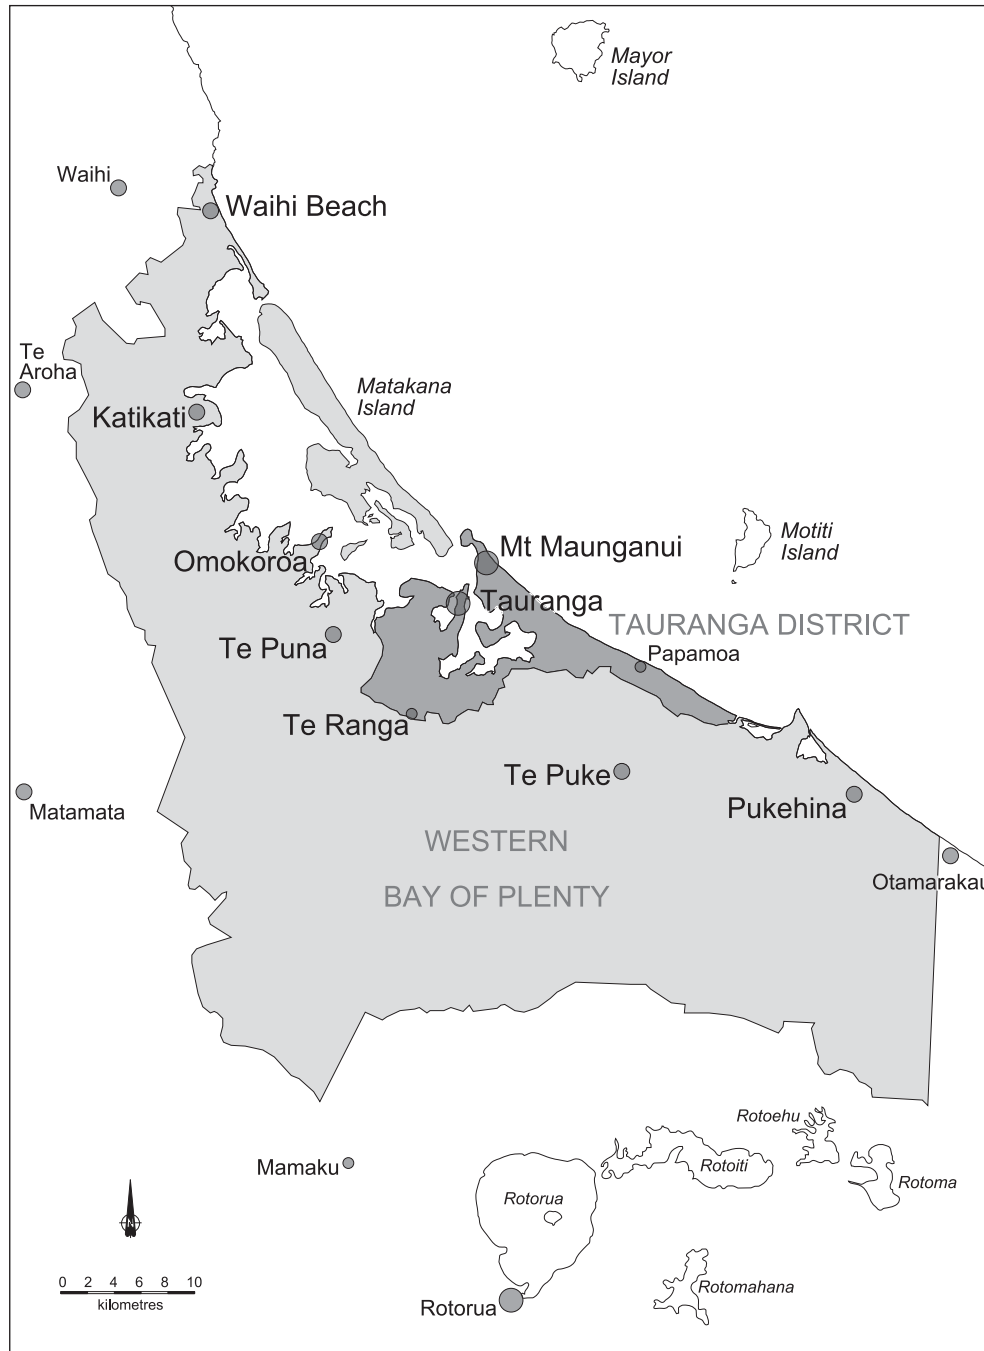 Mayor
Island
Waihi
Waihi Beach
Te
Aroha
Matakana
Island
Katikati
Motiti
Island
Mt Maunganui
Omokoroa
Tauranga
TAURANGA DISTRICT
Te Puna
Papamoa
Te Ranga
Te Puke
Matamata
Pukehina
WESTERN
BAY OF PLENTY
Otamarakau
Rotoehu
Mamaku
Rotoiti
Rotoma
Rotorua
N
0 2 4 6 8 10
kilometres
Rotomahana
Rotorua